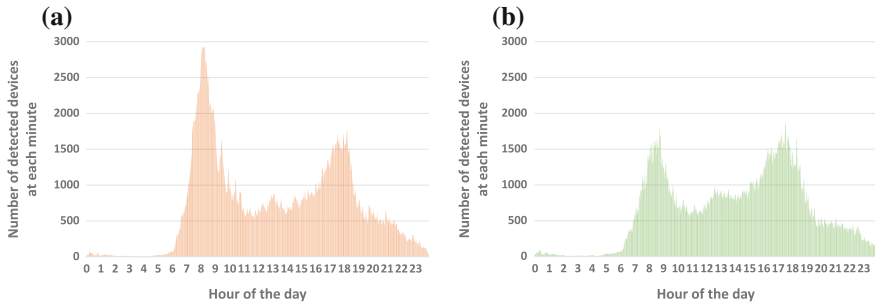 (a)
Number of detected devices
at each minute
3000
2500
2000
1500
1000
500
0
0 1 2 3 4 5 6 7 8 9 10 11 12 13 14 15 16 17 18 19 20 21 22 23
Hour of the day
(b)
Number of detected devices
at each minute
3000
2500
2000
1500
1000
500
0
0 1 2 3 4 5 6 7 8 9 10 11 12 13 14 15 16 17 18 19 20 21 22 23
Hour of the day